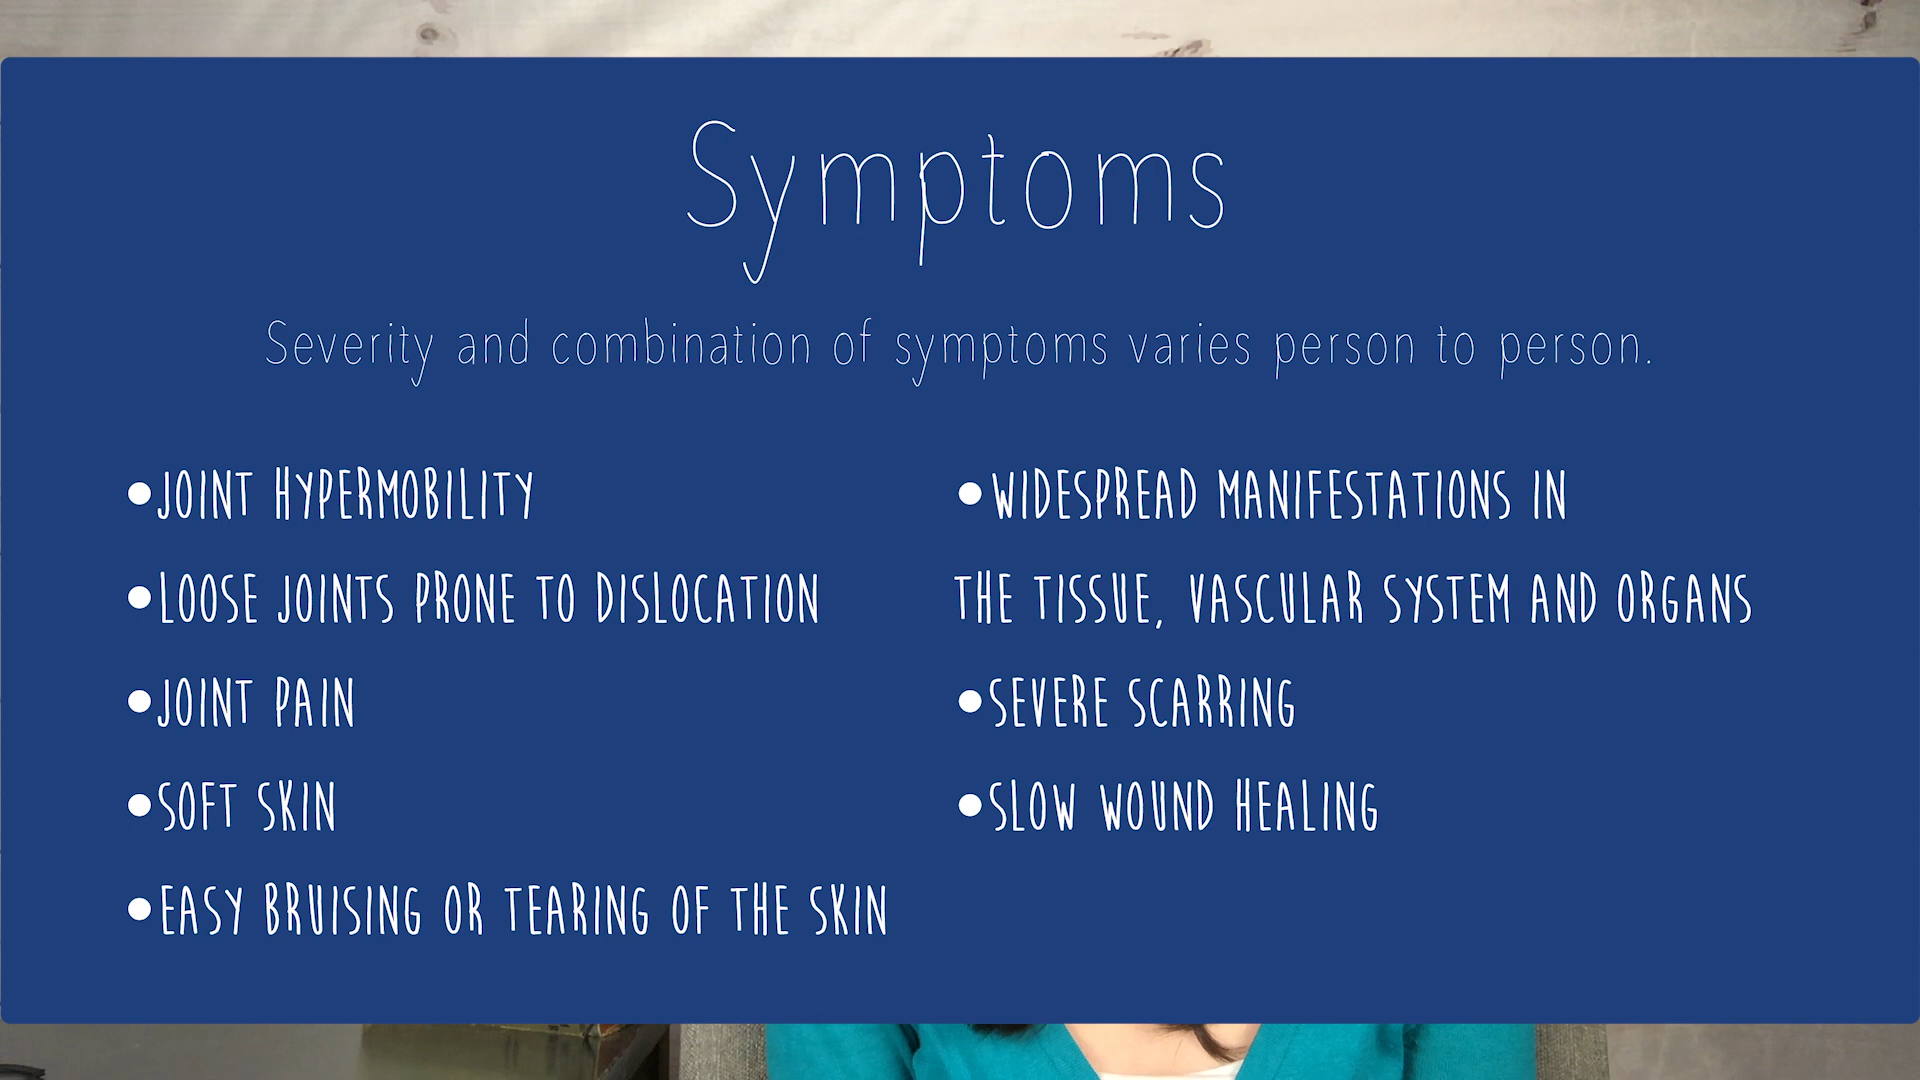 Symptoms
Severity and combination of symptoms varies person to person.
•JOINT HYPERMOBILITY
•LOOSE JOINTS PRONE TO DISLOCATION
•JOINT PAIN
•SOFT SKIN
•EASY BRUISING OR TEARING OF THE SKIN
•WIDESPREAD MANIFESTATIONS IN
THE TISSUE, VASCULAR SYSTEM AND ORGANS
•SEVERE SCARRING
•SLOW WOUND HEALING